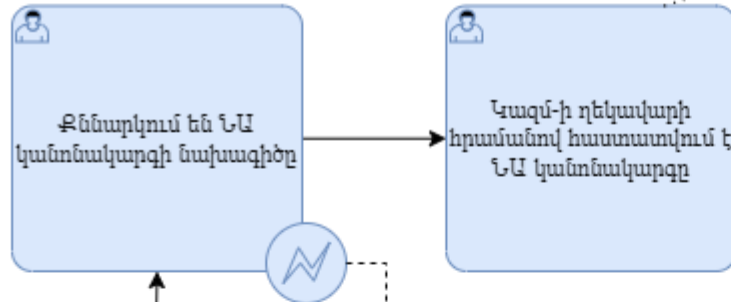 Քննարկում են ՆԱ
կանոնակարգի նախագիծը
Կազմ-ի ղեկավարի
հրամանով հաստատվում է
ՆԱ կանոնակարգը